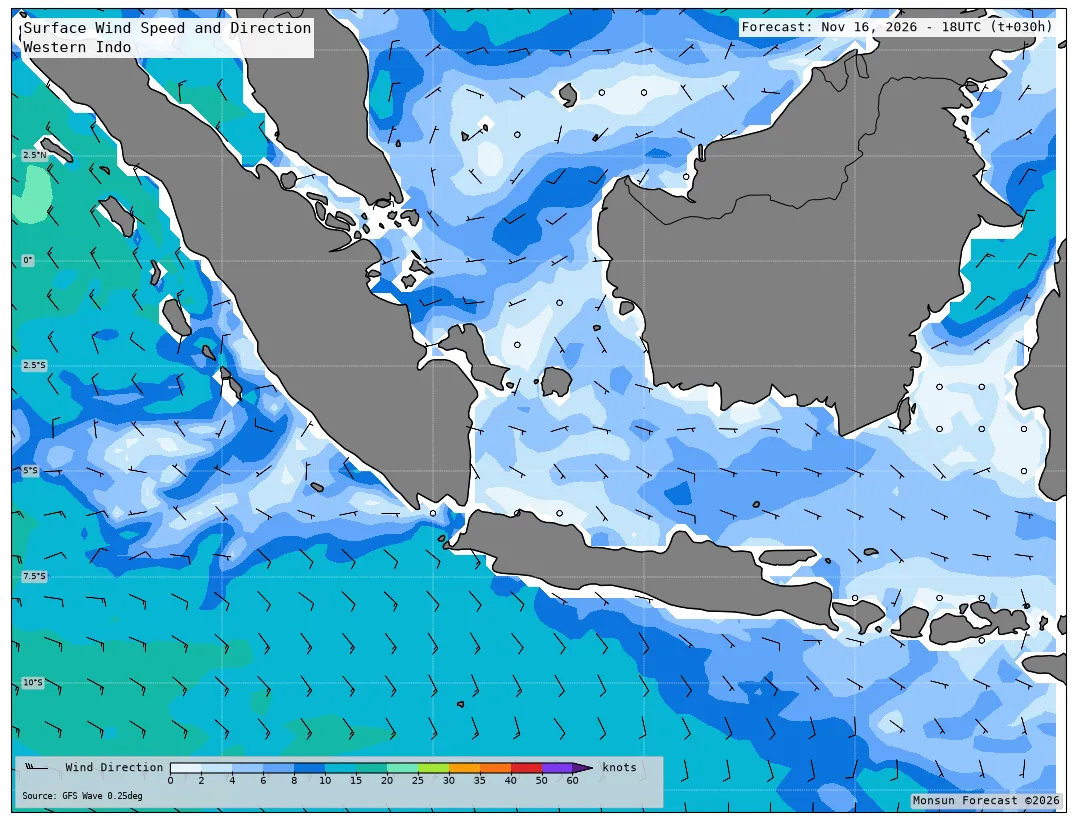 Surface Wind Speed and Direction
Western Indo
Forecast: Nov 16, 2026 - 18UTC (t+030h)
2.5°N
0°
2.5°S
5°S
7.5°S
10°S
Wind Direction
0 2 4 6 8 10 15 20 25 30 35 40 50 60
knots
Source: GFS Wave 0.25deg
Monsun Forecast ©2026